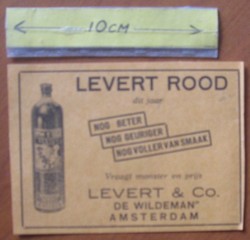 10CM
LEVERT ROOD
dit jaar
NOG BETER
NOG GEURIGER
NOG VOLLER VAN SMAAK
Vraagt monster en prijs
LEVERT & Co.
"DE WILDEMAN"
AMSTERDAM